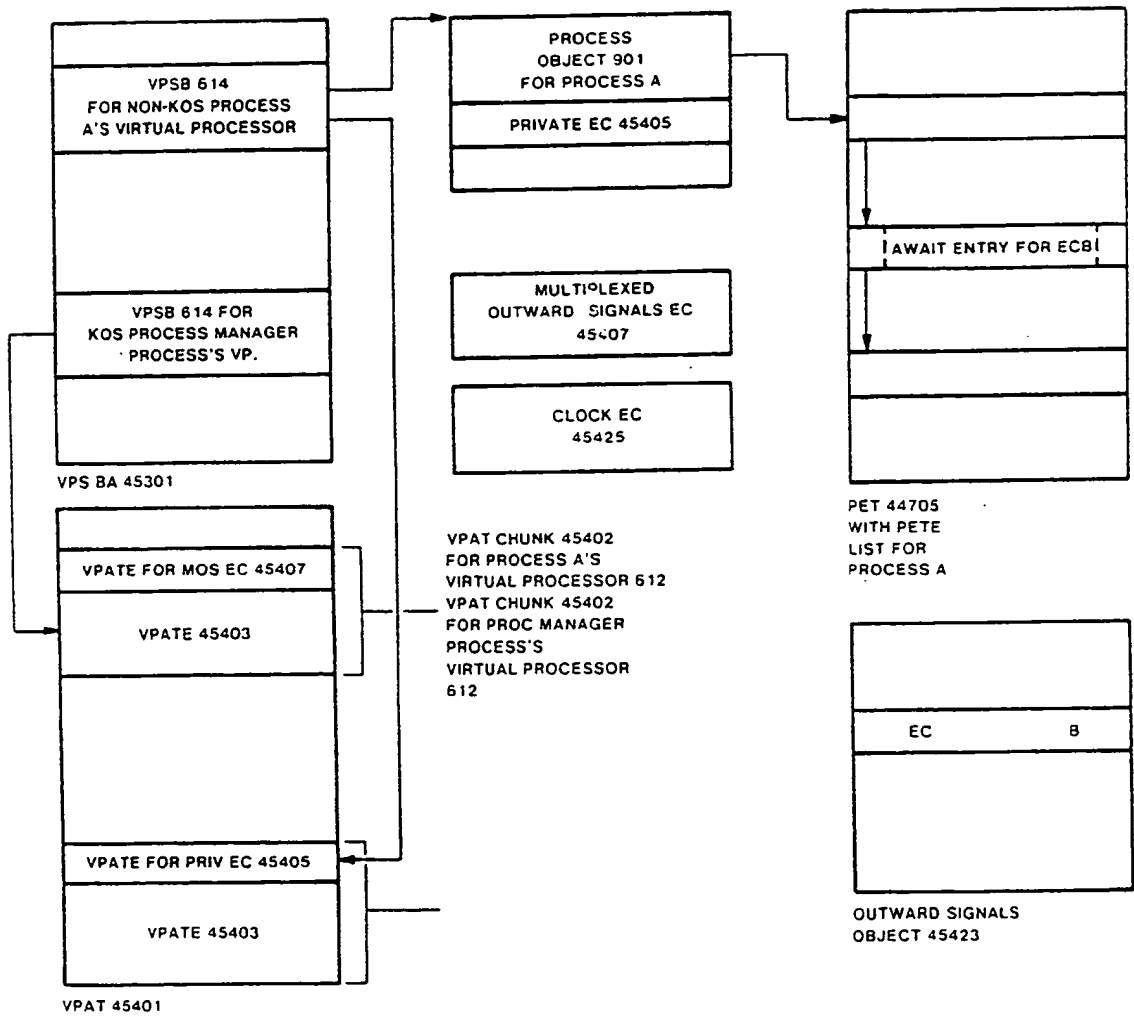 VPSB 614
FOR NON-KOS PROCESS
A'S VIRTUAL PROCESSOR
VPSB 614 FOR
KOS PROCESS MANAGER
PROCESS'S VP.
VPS BA 45301
PROCESS
OBJECT 901
FOR PROCESS A
PRIVATE EC 45405
MULTIPLEXED
OUTWARD SIGNALS EC
45407
CLOCK EC
45425
AWAIT ENTRY FOR ECB
PET 44705
WITH PETE
LIST FOR
PROCESS A
VPATE FOR MOS EC 45407
VPATE 45403
VPATE FOR PRIV EC 45405
VPATE 45403
VPAT 45401
VPAT CHUNK 45402
FOR PROCESS A'S
VIRTUAL PROCESSOR 612
VPAT CHUNK 45402
FOR PROC MANAGER
PROCESS'S
VIRTUAL PROCESSOR
612
EC B
OUTWARD SIGNALS
OBJECT 45423